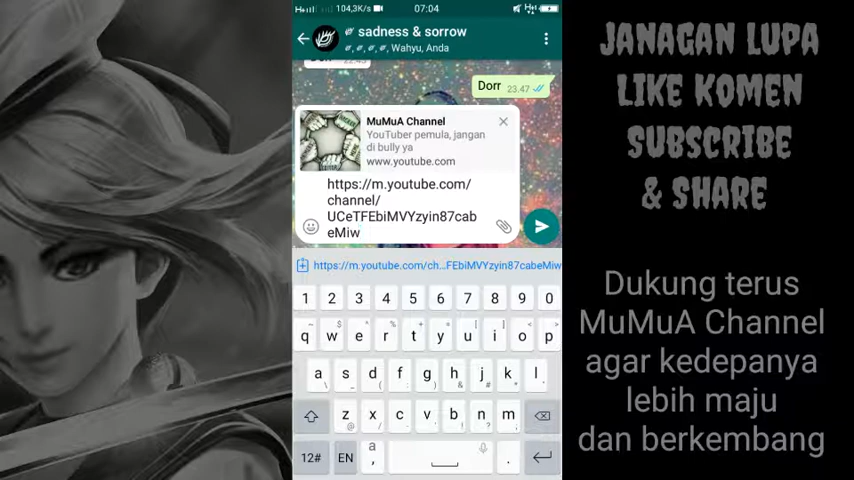 104,3K/s 07:04
sadness & sorrow
Wahyu, Anda
Dorr 23.47
MuMuA Channel
YouTuber pemula, jangan
di bully ya
www.youtube.com
https://m.youtube.com/
channel/
UCeTFEbiMVYzyin87cab
eMiw
https://m.youtube.com/ch...FEbiMVYzyin87cabeMiw
1 2 3 4 5 6 7 8 9 0
q w e r t y u i o p
a s d f g h j k l
z x c v b n m
12# EN a , .
JANAGAN LUPA
LIKE KOMEN
SUBSCRIBE
& SHARE
Dukung terus
MuMuA Channel
agar kedepanya
lebih maju
dan berkembang